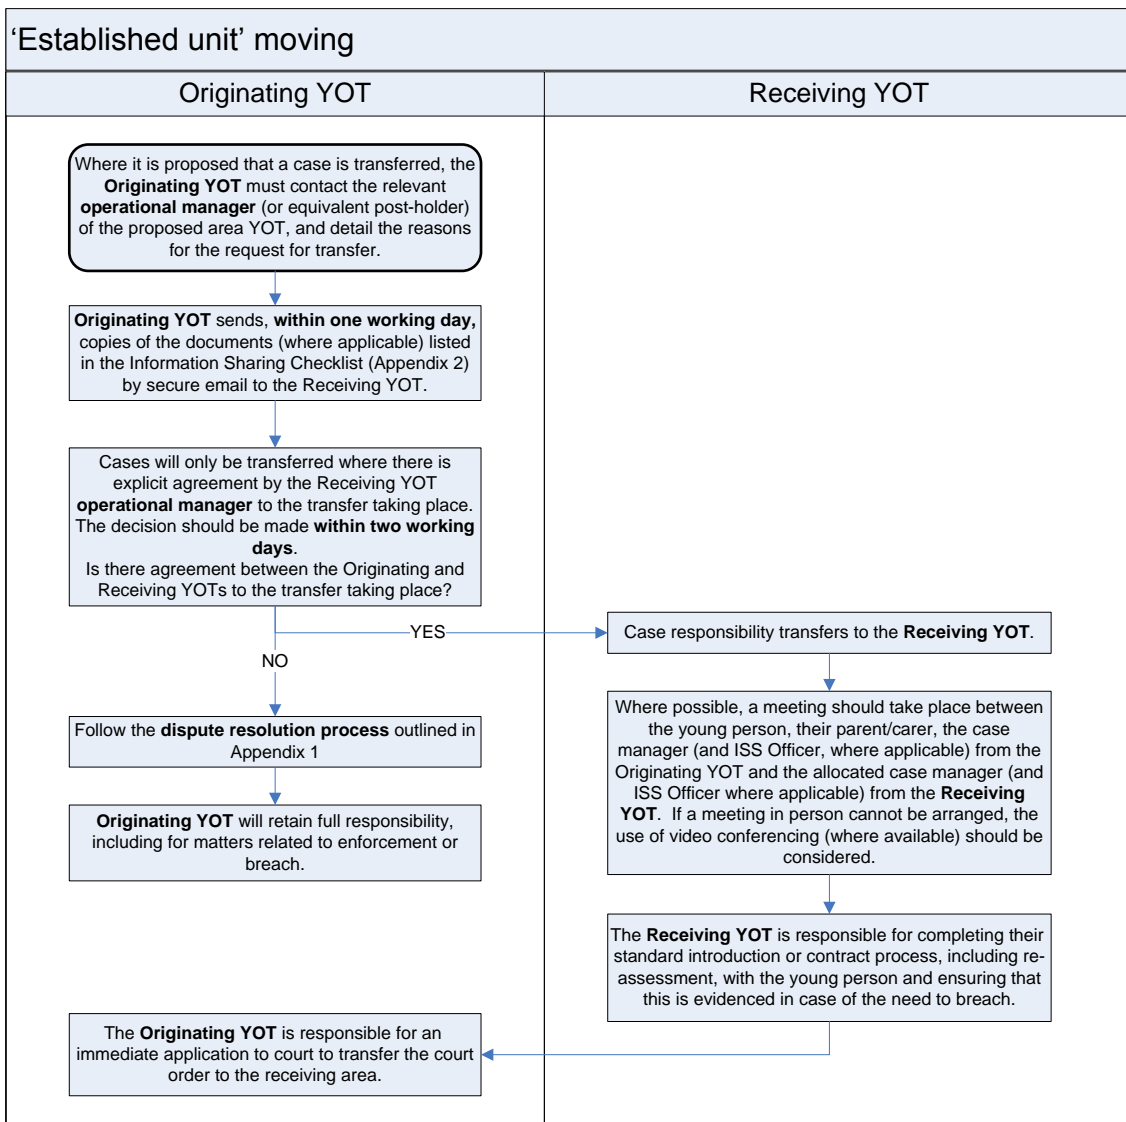 ‘Established unit’ moving
Originating YOT
Receiving YOT
Where it is proposed that a case is transferred, the
Originating YOT must contact the relevant
operational manager (or equivalent post-holder)
of the proposed area YOT, and detail the reasons
for the request for transfer.
Originating YOT sends, within one working day,
copies of the documents (where applicable) listed
in the Information Sharing Checklist (Appendix 2)
by secure email to the Receiving YOT.
Cases will only be transferred where there is
explicit agreement by the Receiving YOT
operational manager to the transfer taking place.
The decision should be made within two working
days.
Is there agreement between the Originating and
Receiving YOTs to the transfer taking place?
YES
NO
Case responsibility transfers to the Receiving YOT.
Follow the dispute resolution process outlined in
Appendix 1
Where possible, a meeting should take place between
the young person, their parent/carer, the case
manager (and ISS Officer, where applicable) from the
Originating YOT and the allocated case manager (and
ISS Officer where applicable) from the Receiving
YOT.  If a meeting in person cannot be arranged, the
use of video conferencing (where available) should be
considered.
Originating YOT will retain full responsibility,
including for matters related to enforcement or
breach.
The Receiving YOT is responsible for completing their
standard introduction or contract process, including re-
assessment, with the young person and ensuring that
this is evidenced in case of the need to breach.
The Originating YOT is responsible for an
immediate application to court to transfer the court
order to the receiving area.